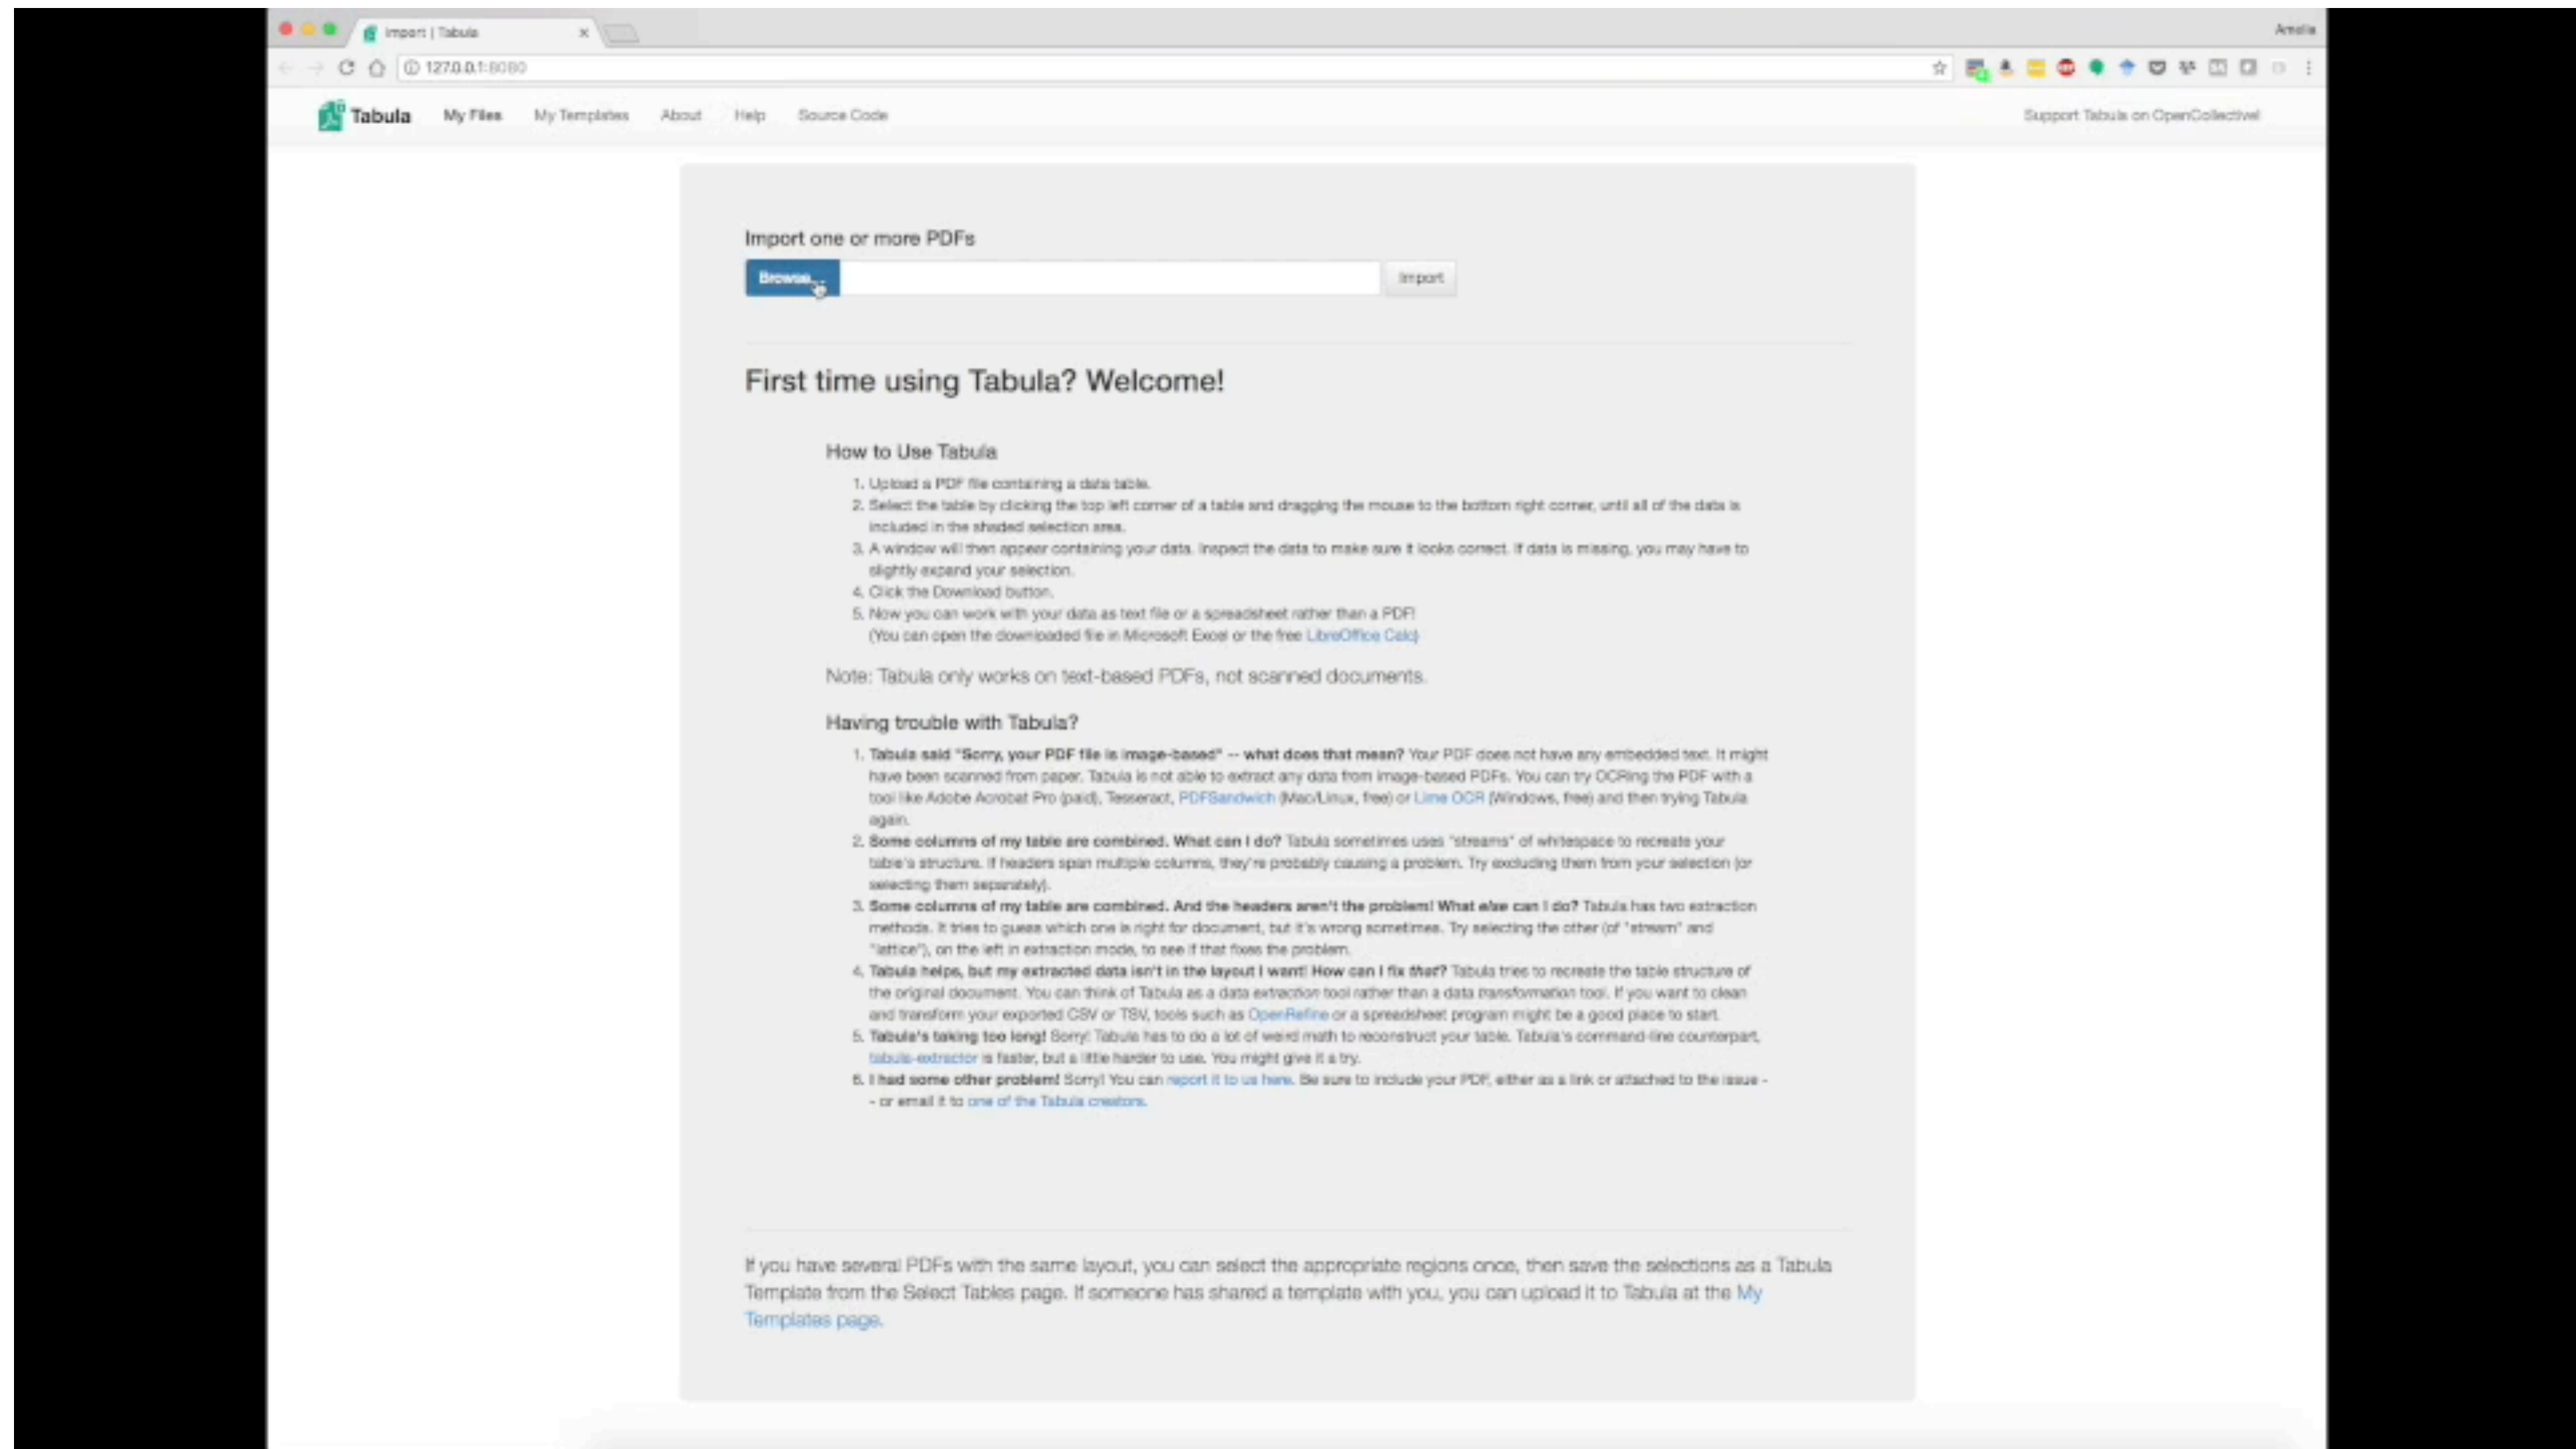 Import | Tabula
Amelia
127.0.0.1:8080
Tabula My Files My Templates About Help Source Code Support Tabula on OpenCollective!
Import one or more PDFs
Browse... Import
First time using Tabula? Welcome!
How to Use Tabula
1. Upload a PDF file containing a data table.
2. Select the table by clicking the top left corner of a table and dragging the mouse to the bottom right corner, until all of the data is
included in the shaded selection area.
3. A window will then appear containing your data. Inspect the data to make sure it looks correct. If data is missing, you may have to
slightly expand your selection.
4. Click the Download button.
5. Now you can work with your data as text file or a spreadsheet rather than a PDF!
(You can open the downloaded file in Microsoft Excel or the free LibreOffice Calc)
Note: Tabula only works on text-based PDFs, not scanned documents.
Having trouble with Tabula?
1. Tabula said "Sorry, your PDF file is image-based" -- what does that mean? Your PDF does not have any embedded text. It might
have been scanned from paper. Tabula is not able to extract any data from image-based PDFs. You can try OCRing the PDF with a
tool like Adobe Acrobat Pro (paid), Tesseract, PDFSandwich (Mac/Linux, free) or Lime OCR (Windows, free) and then trying Tabula
again.
2. Some columns of my table are combined. What can I do? Tabula sometimes uses "streams" of whitespace to recreate your
table's structure. If headers span multiple columns, they're probably causing a problem. Try excluding them from your selection (or
selecting them separately).
3. Some columns of my table are combined. And the headers aren't the problem! What else can I do? Tabula has two extraction
methods. It tries to guess which one is right for document, but it's wrong sometimes. Try selecting the other (of "stream" and
"lattice"), on the left in extraction mode, to see if that fixes the problem.
4. Tabula helps, but my extracted data isn't in the layout I want! How can I fix that? Tabula tries to recreate the table structure of
the original document. You can think of Tabula as a data extraction tool rather than a data transformation tool. If you want to clean
and transform your exported CSV or TSV, tools such as OpenRefine or a spreadsheet program might be a good place to start.
5. Tabula's taking too long! Sorry! Tabula has to do a lot of weird math to reconstruct your table. Tabula's command-line counterpart,
tabula-extractor is faster, but a little harder to use. You might give it a try.
6. I had some other problem! Sorry! You can report it to us here. Be sure to include your PDF, either as a link or attached to the issue -
- or email it to one of the Tabula creators.
If you have several PDFs with the same layout, you can select the appropriate regions once, then save the selections as a Tabula
Template from the Select Tables page. If someone has shared a template with you, you can upload it to Tabula at the My
Templates page.